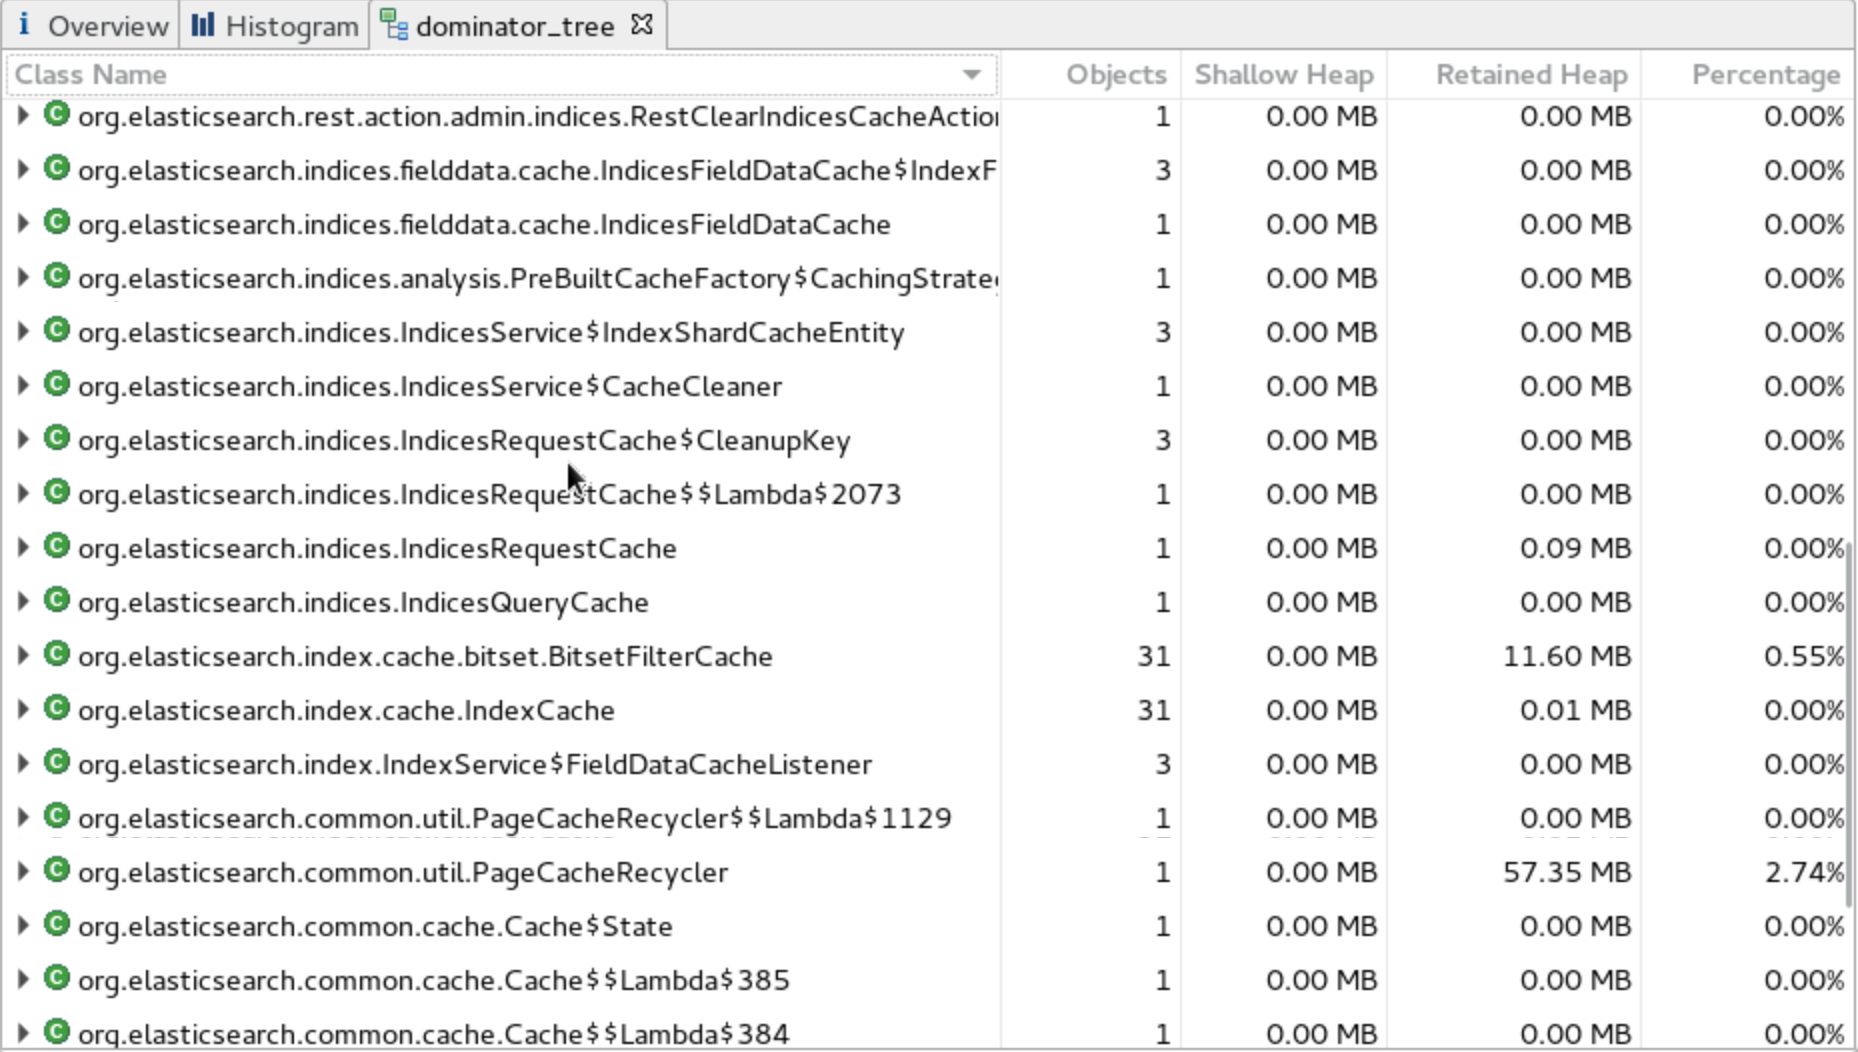 Overview Histogram dominator_tree
Class Name Objects Shallow Heap Retained Heap Percentage
org.elasticsearch.rest.action.admin.indices.RestClearIndicesCacheAction 1 0.00 MB 0.00 MB 0.00%
org.elasticsearch.indices.fielddata.cache.IndicesFieldDataCache$IndexF 3 0.00 MB 0.00 MB 0.00%
org.elasticsearch.indices.fielddata.cache.IndicesFieldDataCache 1 0.00 MB 0.00 MB 0.00%
org.elasticsearch.indices.analysis.PreBuiltCacheFactory$CachingStrateg 1 0.00 MB 0.00 MB 0.00%
org.elasticsearch.indices.IndicesService$IndexShardCacheEntity 3 0.00 MB 0.00 MB 0.00%
org.elasticsearch.indices.IndicesService$CacheCleaner 1 0.00 MB 0.00 MB 0.00%
org.elasticsearch.indices.IndicesRequestCache$CleanupKey 3 0.00 MB 0.00 MB 0.00%
org.elasticsearch.indices.IndicesRequestCache$$Lambda$2073 1 0.00 MB 0.00 MB 0.00%
org.elasticsearch.indices.IndicesRequestCache 1 0.00 MB 0.09 MB 0.00%
org.elasticsearch.indices.IndicesQueryCache 1 0.00 MB 0.00 MB 0.00%
org.elasticsearch.index.cache.bitset.BitsetFilterCache 31 0.00 MB 11.60 MB 0.55%
org.elasticsearch.index.cache.IndexCache 31 0.00 MB 0.01 MB 0.00%
org.elasticsearch.index.IndexService$FieldDataCacheListener 3 0.00 MB 0.00 MB 0.00%
org.elasticsearch.common.util.PageCacheRecycler$$Lambda$1129 1 0.00 MB 0.00 MB 0.00%
org.elasticsearch.common.util.PageCacheRecycler 1 0.00 MB 57.35 MB 2.74%
org.elasticsearch.common.cache.Cache$State 1 0.00 MB 0.00 MB 0.00%
org.elasticsearch.common.cache.Cache$$Lambda$385 1 0.00 MB 0.00 MB 0.00%
org.elasticsearch.common.cache.Cache$$Lambda$384 1 0.00 MB 0.00 MB 0.00%